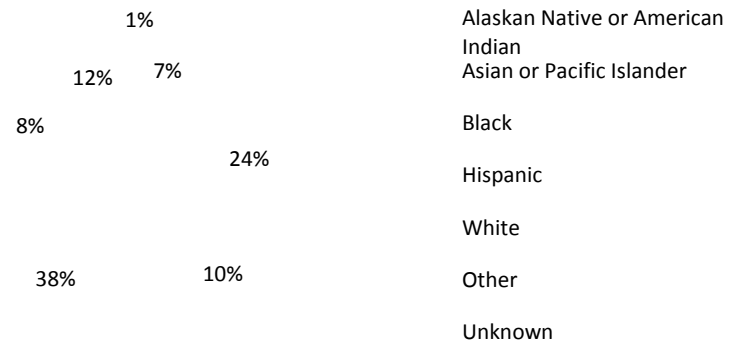 1%
Alaskan Native or American
Indian
12%
7%
Asian or Pacific Islander
8%
Black
24%
Hispanic
White
38%
10%
Other
Unknown